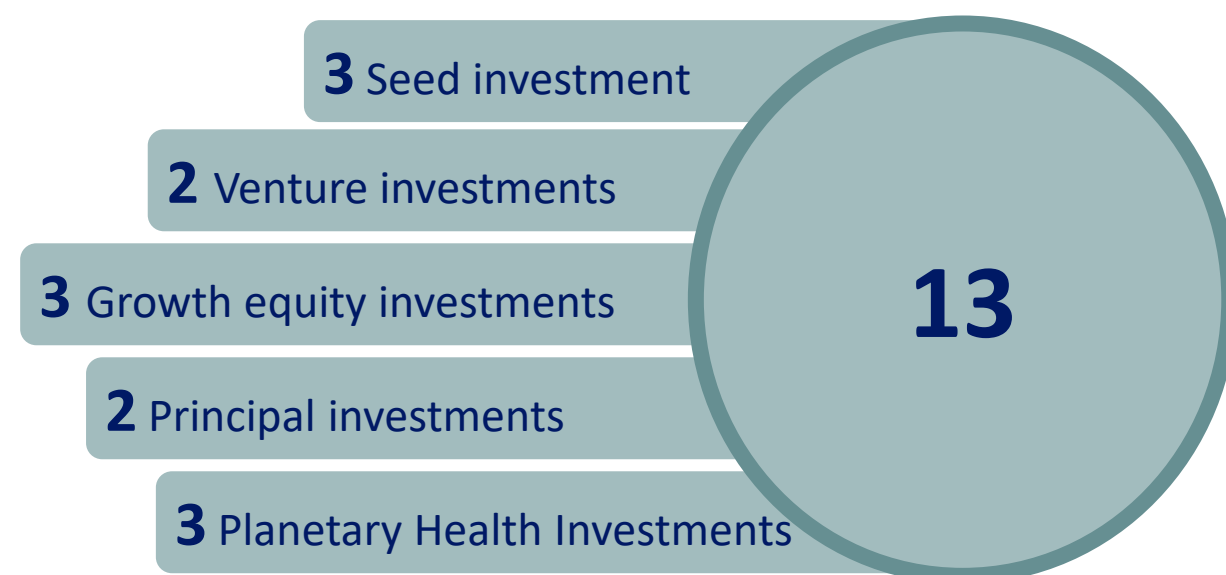 3 Seed investment
2 Venture investments
3 Growth equity investments
13
2 Principal investments
3 Planetary Health Investments